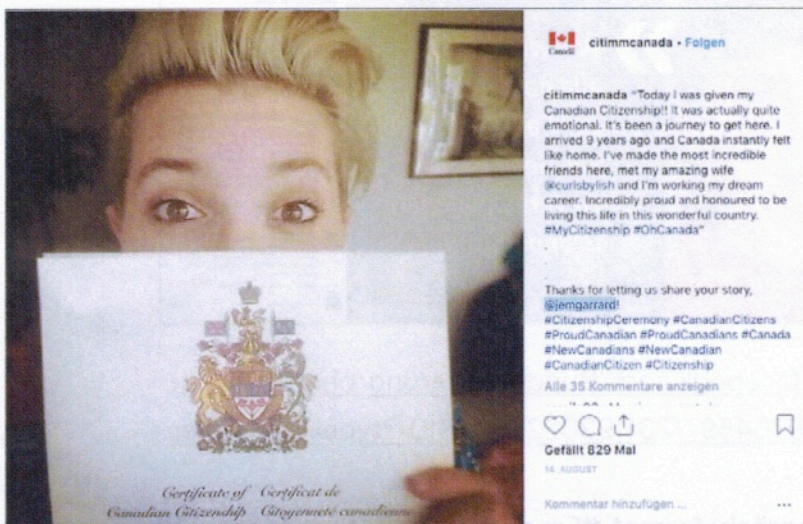 Canada
citimmcanada • Folgen
citimmcanada "Today I was given my
Canadian Citizenship!! It was actually quite
emotional. It's been a journey to get here. I
arrived 9 years ago and Canada instantly felt
like home. I've made the most incredible
friends here, met my amazing wife
@curlsbylish and I'm working my dream
career. Incredibly proud and honoured to be
living this life in this wonderful country.
#MyCitizenship #OhCanada"
.
.
Thanks for letting us share your story,
@jemgarrard!
#CitizenshipCeremony #CanadianCitizens
#ProudCanadian #ProudCanadians #Canada
#NewCanadians #NewCanadian
#CanadianCitizen #Citizenship
Alle 35 Kommentare anzeigen
Gefällt 829 Mal
14. AUGUST
Kommentar hinzufügen ...
Certificate of Certificat de
Canadian Citizenship Citoyenneté canadienne